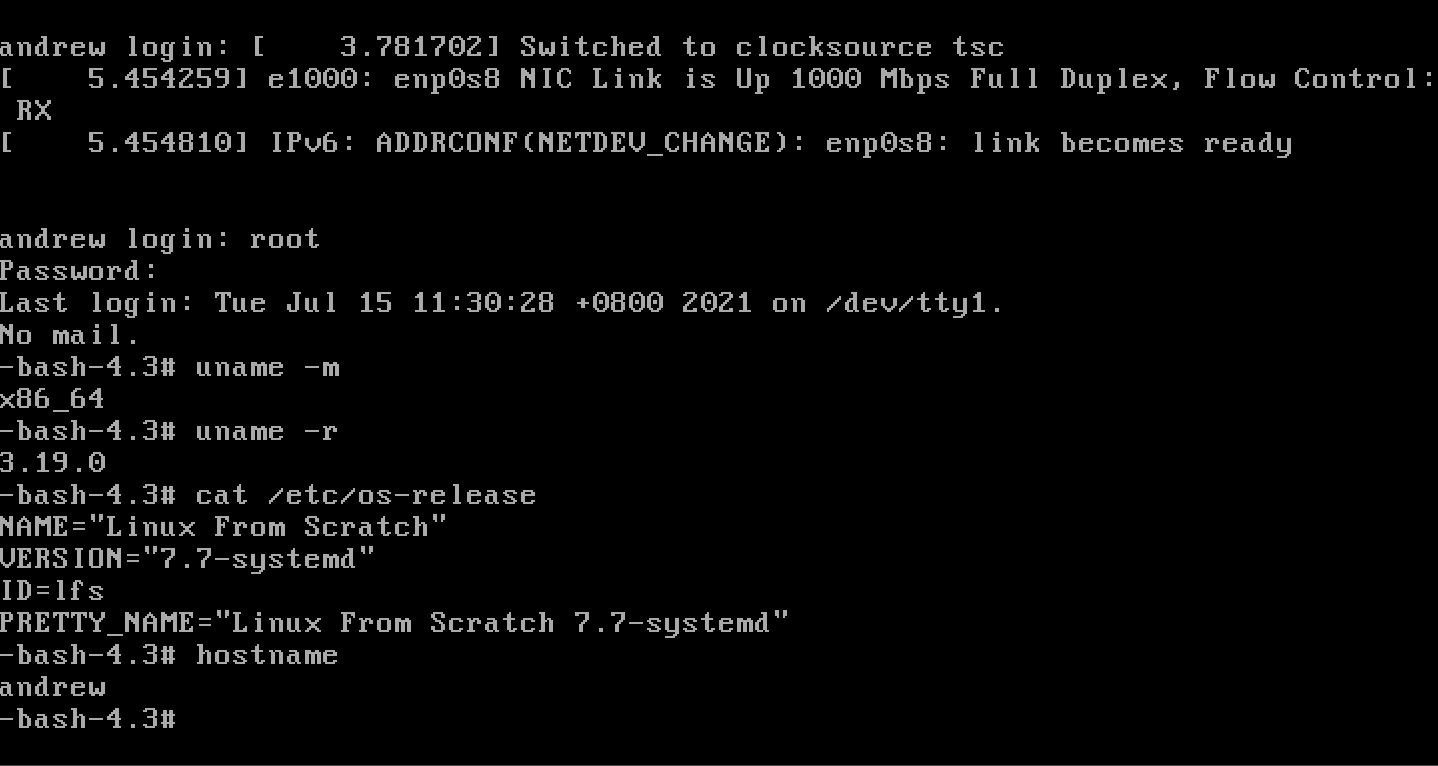 andrew login: [    3.781702] Switched to clocksource tsc
[    5.454259] e1000: enp0s8 NIC Link is Up 1000 Mbps Full Duplex, Flow Control:
 RX
[    5.454810] IPv6: ADDRCONF(NETDEV_CHANGE): enp0s8: link becomes ready
andrew login: root
Password:
Last login: Tue Jul 15 11:30:28 +0800 2021 on /dev/tty1.
No mail.
-bash-4.3# uname -m
x86_64
-bash-4.3# uname -r
3.19.0
-bash-4.3# cat /etc/os-release
NAME="Linux From Scratch"
VERSION="7.7-systemd"
ID=lfs
PRETTY_NAME="Linux From Scratch 7.7-systemd"
-bash-4.3# hostname
andrew
-bash-4.3#